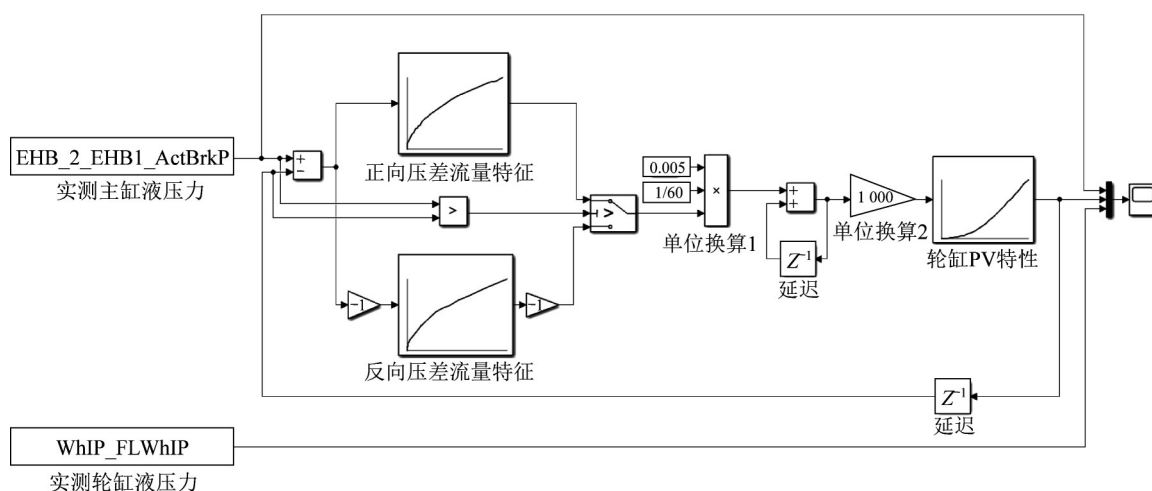 EHB_2_EHB1_ActBrkP
实测主缸液压力
+
−
正向压差流量特征
>
−1
反向压差流量特征
−1
>
0.005
1/60
×
单位换算1
+
+
Z⁻¹
延迟
1 000
单位换算2
轮缸PV特性
Z⁻¹
延迟
WhIP_FLWhIP
实测轮缸液压力